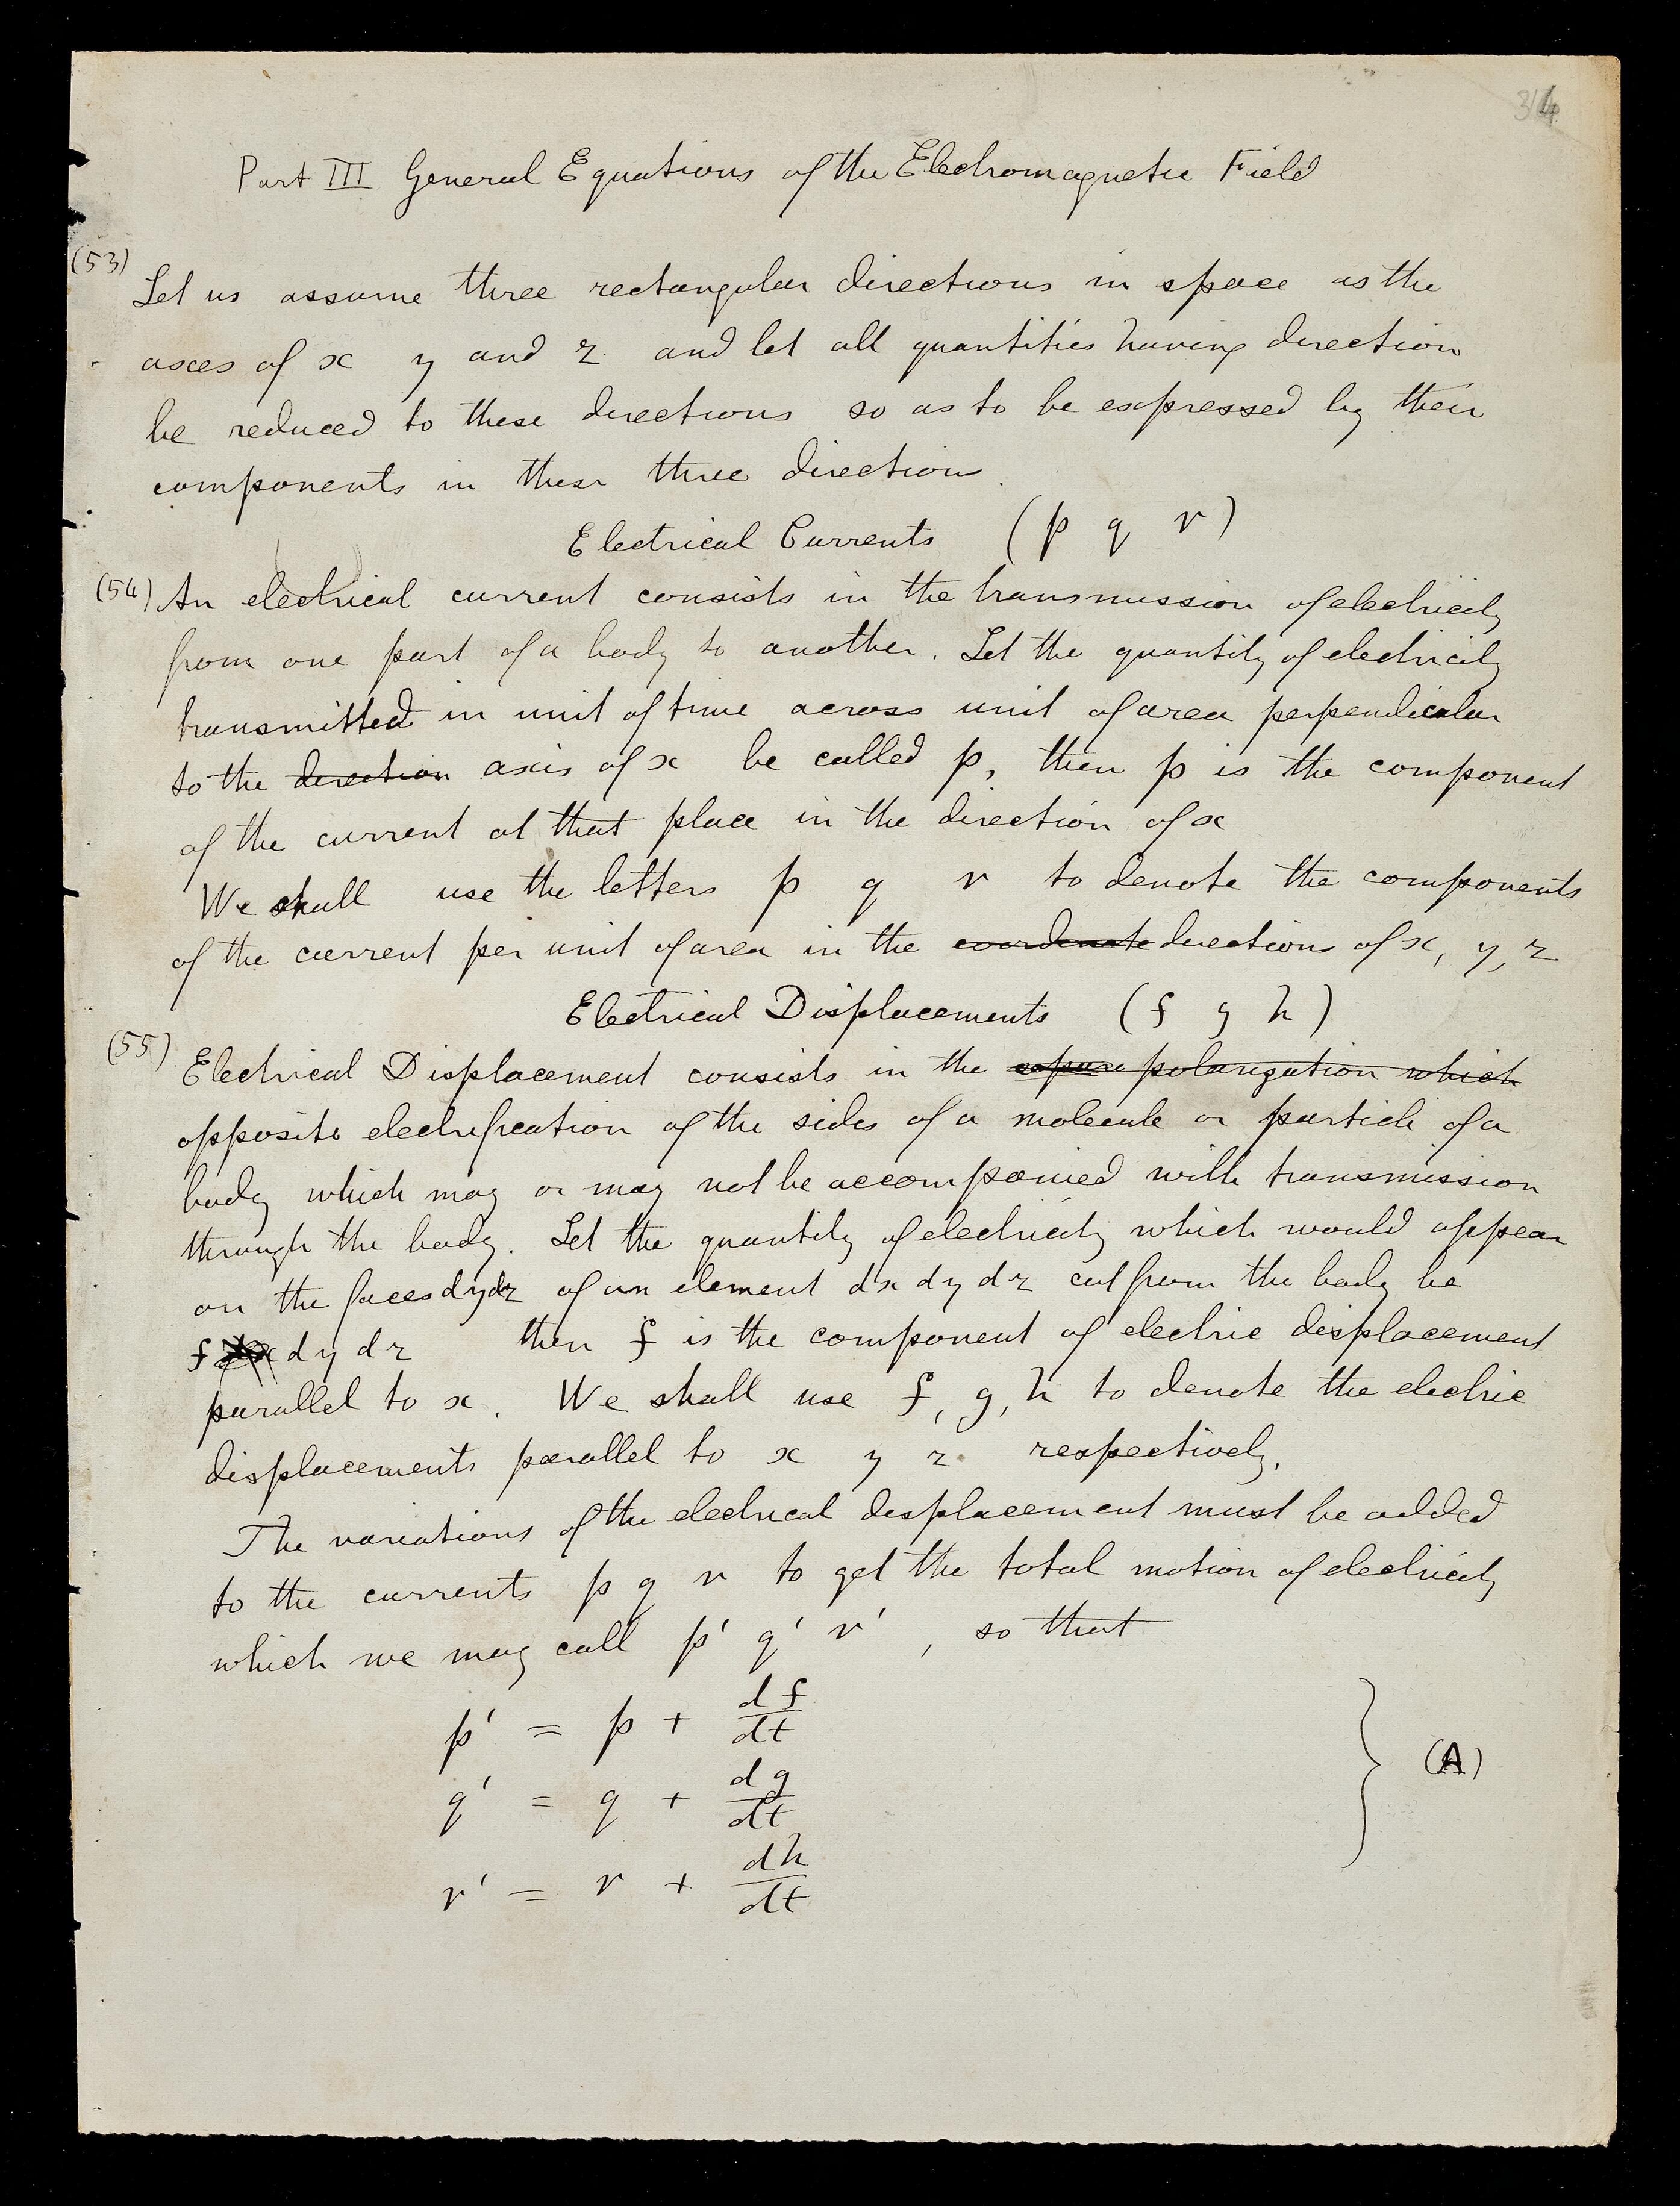 34
Part III General Equations of the Electromagnetic Field
(53)
Let us assume three rectangular directions in space as the
axes of x y and z and let all quantities having direction
be reduced to these directions so as to be expressed by their
components in these three direction.
Electrical Currents (p q r)
(54) An electrical current consists in the transmission of electricity
from one part of a body to another. Let the quantity of electricity
transmitted in unit of time across unit of area perpendicular
to the direction axis of x be called p, then p is the component
of the current at that place in the direction of x
We shall use the letters p q r to denote the components
of the current per unit of area in the coordinate directions of x, y, z
Electrical Displacements (f g h)
(55) Electrical Displacement consists in the polarization which
opposite electrification of the sides of a molecule or particle of a
body which may or may not be accompanied with transmission
through the body. Let the quantity of electricity which would appear
on the faces dydz of an element dx dy dz cut from the body be
f dy dz then f is the component of electric displacement
parallel to x. We shall use f, g, h to denote the electric
displacements parallel to x y z respectively.
The variations of the electrical displacement must be added
to the currents p q r to get the total motion of electricity
which we may call p' q' r' , so that
p' = p + df/dt
q' = q + dg/dt
(A)
r' = r + dh/dt